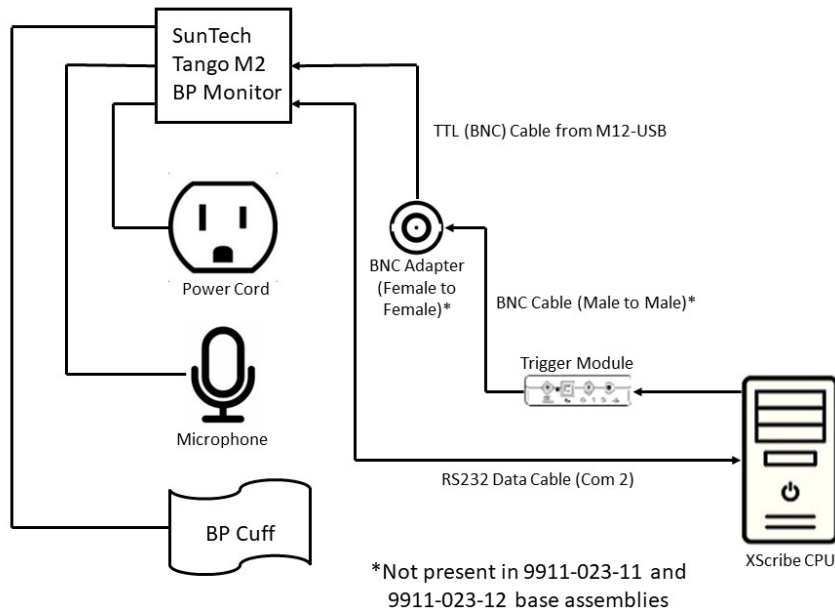 SunTech
Tango M2
BP Monitor
TTL (BNC) Cable from M12-USB
BNC Adapter
(Female to
Female)*
Power Cord
BNC Cable (Male to Male)*
Trigger Module
Microphone
RS232 Data Cable (Com 2)
BP Cuff
XScribe CPU
*Not present in 9911-023-11 and
9911-023-12 base assemblies